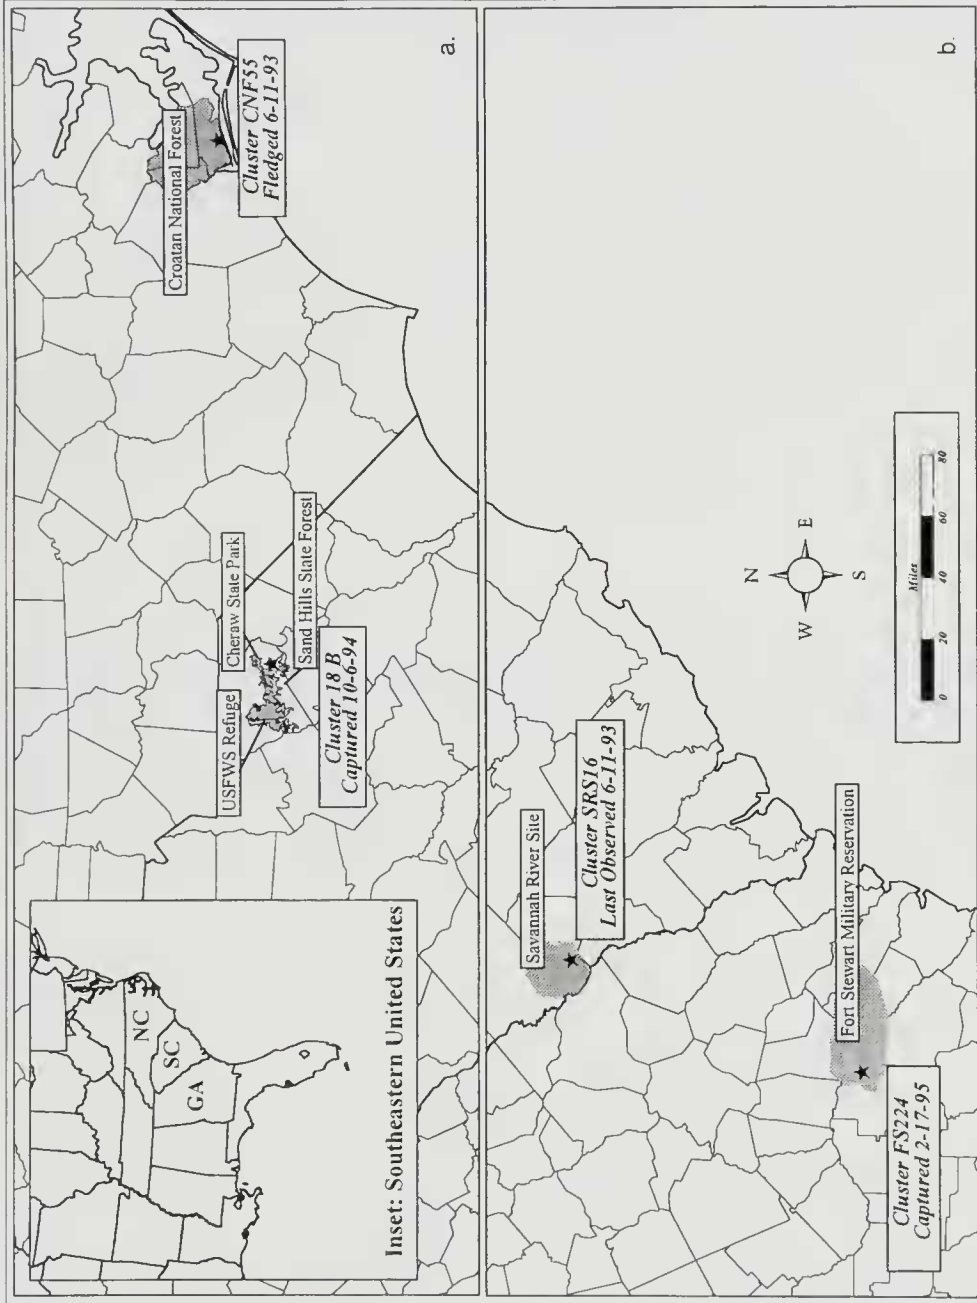 Croatan National Forest
Cluster CNF55
Fledged 6-11-93
USFWS Refuge
Cheraw State Park
Sand Hills State Forest
Cluster 18 B
Captured 10-6-94
NC
SC
GA
Inset: Southeastern United States
a.
Savannah River Site
Cluster SRS16
Last Observed 6-11-93
Fort Stewart Military Reservation
Cluster FS224
Captured 2-17-95
N
W
E
S
Miles
0 20 40 60 80
b.